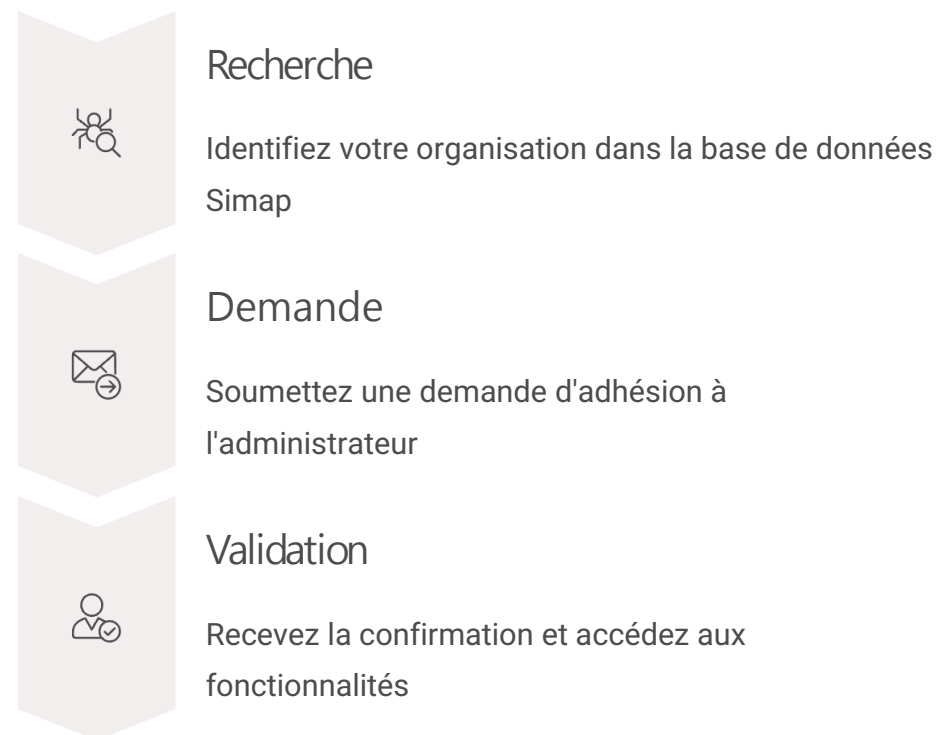 Recherche
Identifiez votre organisation dans la base de données
Simap
Demande
Soumettez une demande d'adhésion à
l'administrateur
Validation
Recevez la confirmation et accédez aux
fonctionnalités